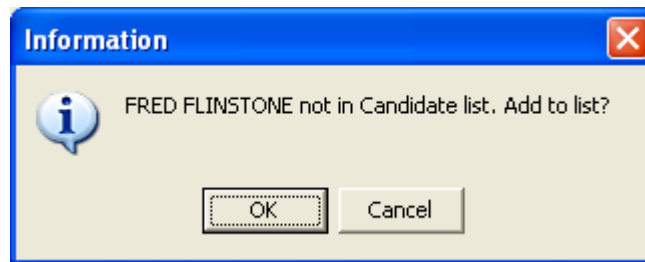 Information
FRED FLINSTONE not in Candidate list. Add to list?
OK Cancel